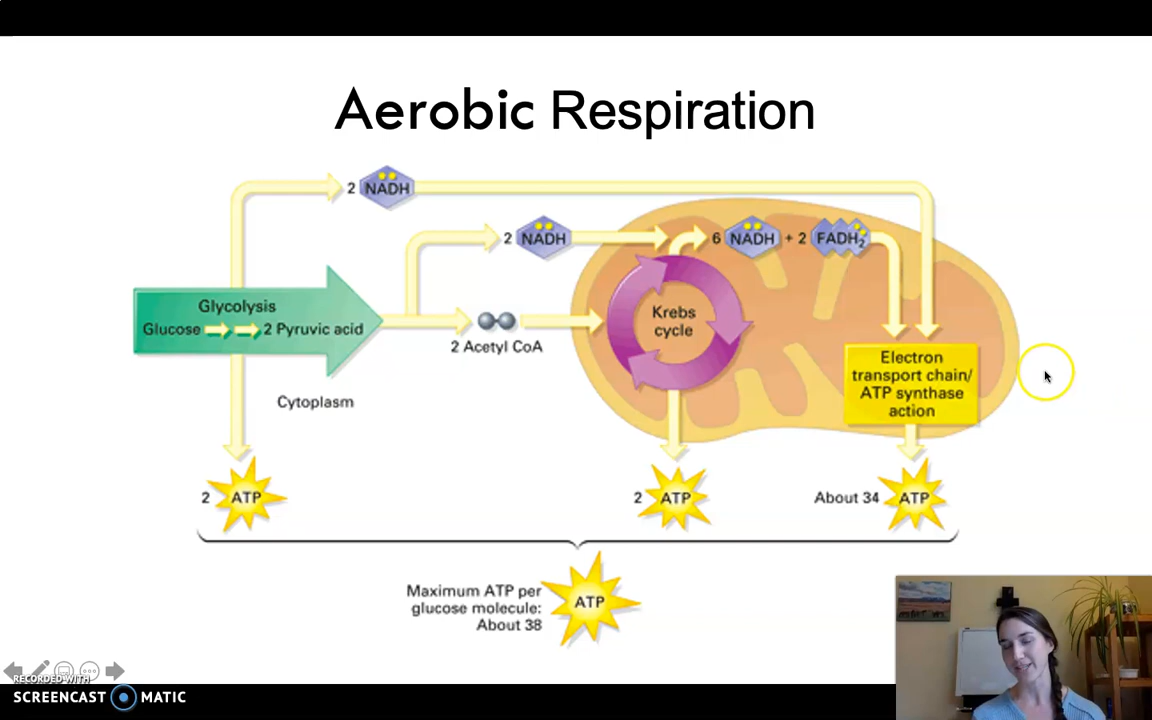 Aerobic Respiration
2 NADH
2 NADH
6 NADH + 2 FADH2
Glycolysis
Glucose 2 Pyruvic acid
2 Acetyl CoA
Krebs
cycle
Electron
transport chain/
ATP synthase
action
Cytoplasm
2 ATP
2 ATP
About 34 ATP
Maximum ATP per
glucose molecule:
About 38
ATP
RECORDED WITH
SCREENCAST MATIC